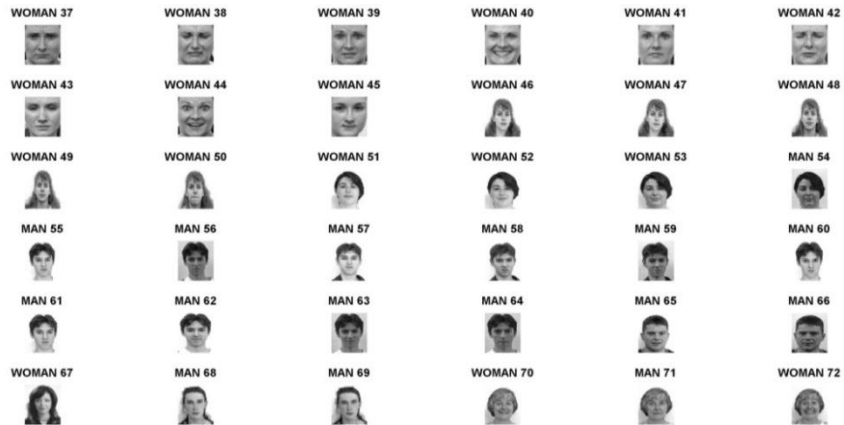 WOMAN 37 WOMAN 38 WOMAN 39 WOMAN 40 WOMAN 41 WOMAN 42
WOMAN 43 WOMAN 44 WOMAN 45 WOMAN 46 WOMAN 47 WOMAN 48
WOMAN 49 WOMAN 50 WOMAN 51 WOMAN 52 WOMAN 53 MAN 54
MAN 55 MAN 56 MAN 57 MAN 58 MAN 59 MAN 60
MAN 61 MAN 62 MAN 63 MAN 64 MAN 65 MAN 66
WOMAN 67 MAN 68 MAN 69 WOMAN 70 MAN 71 WOMAN 72